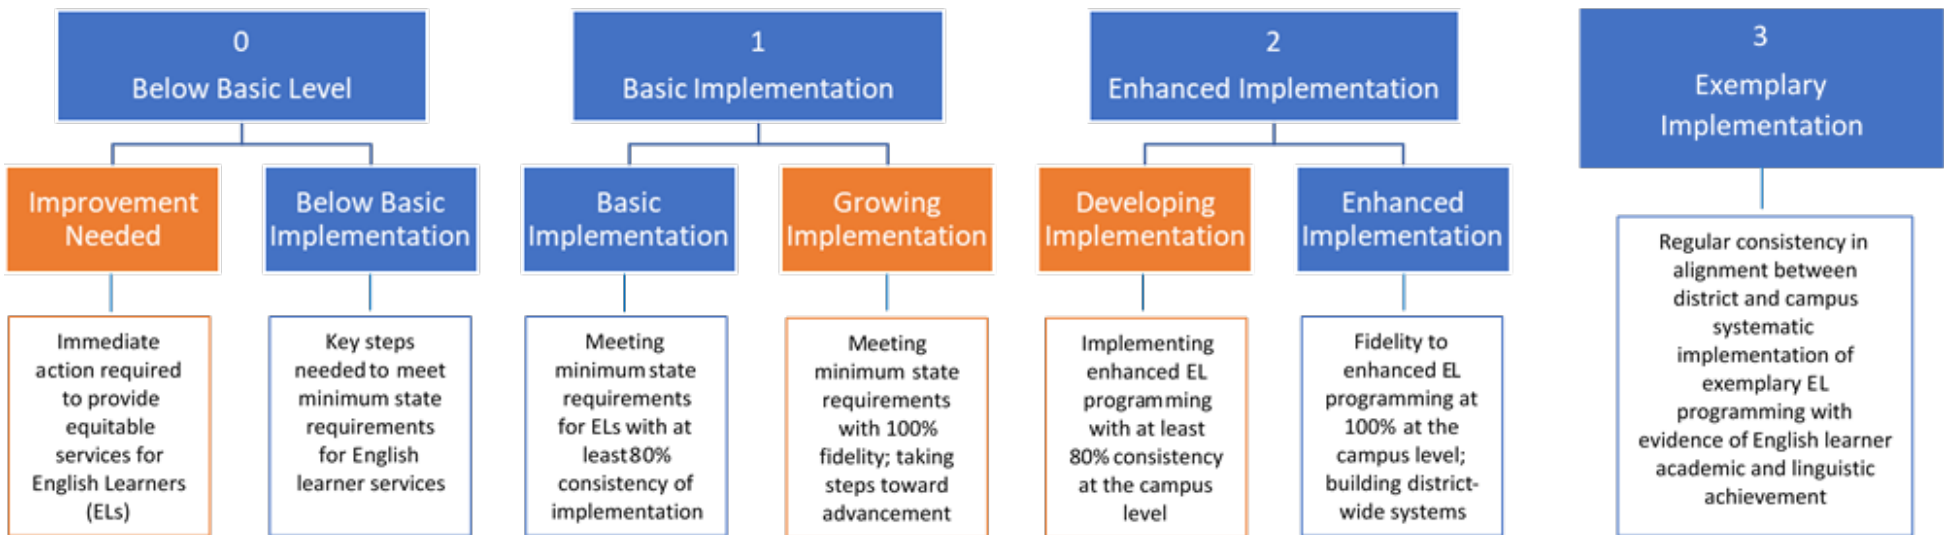 0
Below Basic Level
1
Basic Implementation
2
Enhanced Implementation
3
Exemplary
Implementation
Improvement
Needed
Below Basic
Implementation
Basic
Implementation
Growing
Implementation
Developing
Implementation
Enhanced
Implementation
Immediate
action required
to provide
equitable
services for
English Learners
(ELs)
Key steps
needed to meet
minimum state
requirements
for English
learner services
Meeting
minimum state
requirements
for ELs with at
least 80%
consistency of
implementation
Meeting
minimum state
requirements
with 100%
fidelity; taking
steps toward
advancement
Implementing
enhanced EL
programming
with at least
80% consistency
at the campus
level
Fidelity to
enhanced EL
programming at
100% at the
campus level;
building district-
wide systems
Regular consistency in
alignment between
district and campus
systematic
implementation of
exemplary EL
programming with
evidence of English learner
academic and linguistic
achievement